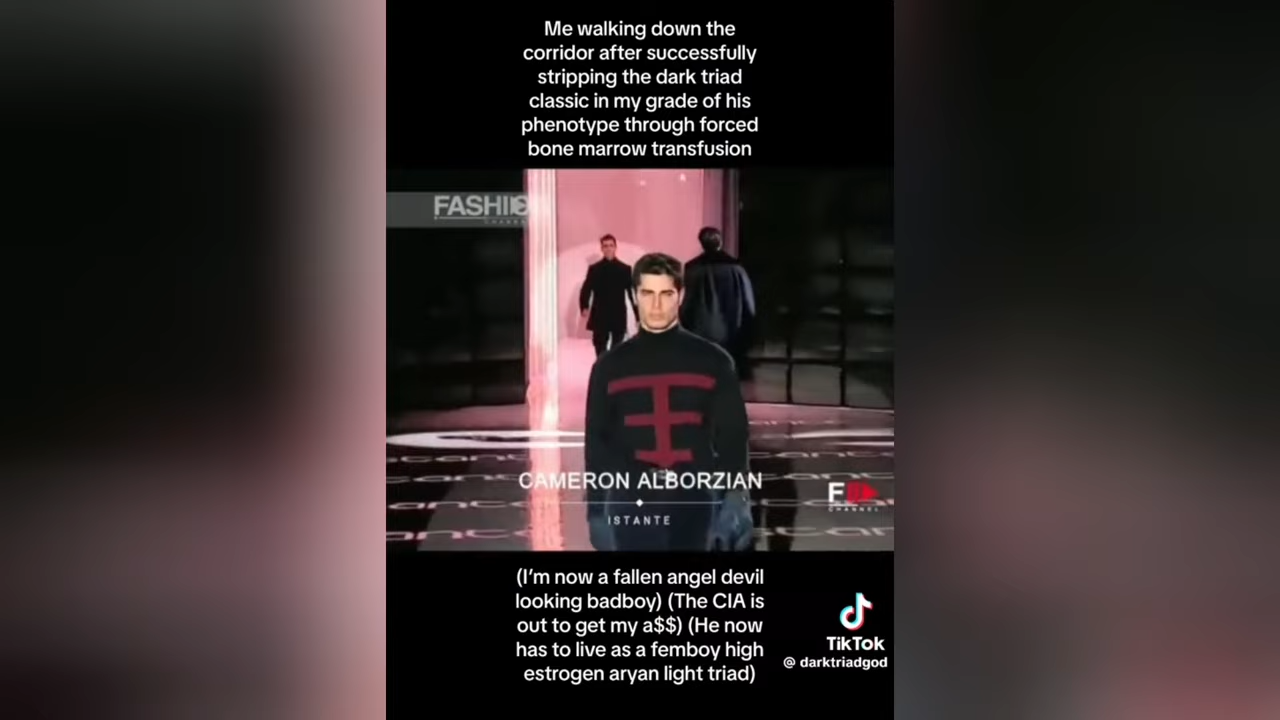 Me walking down the
corridor after successfully
stripping the dark triad
classic in my grade of his
phenotype through forced
bone marrow transfusion
FASHION
CHANNEL
CAMERON ALBORZIAN
ISTANTE
F
CHANNEL
(I'm now a fallen angel devil
looking badboy) (The CIA is
out to get my a$$) (He now
has to live as a femboy high
estrogen aryan light triad)
TikTok
@ darktriadgod